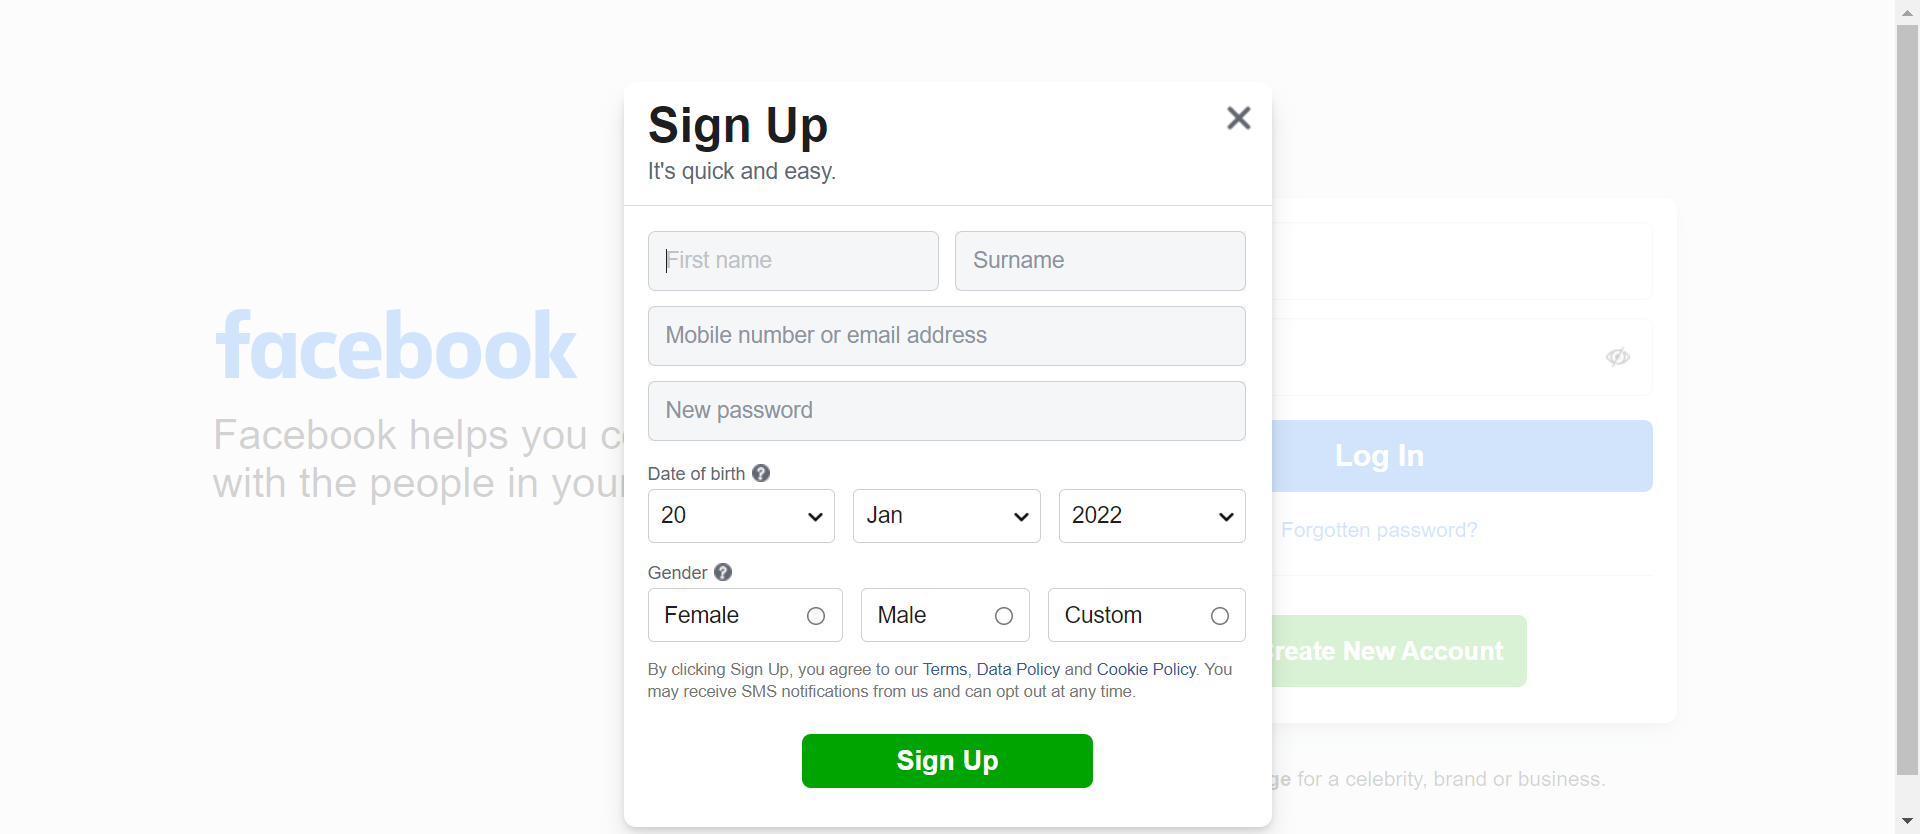 Sign Up
It's quick and easy.
First name Surname
Mobile number or email address
New password
Date of birth ?
20 Jan 2022
Gender ?
Female Male Custom
By clicking Sign Up, you agree to our Terms, Data Policy and Cookie Policy. You
may receive SMS notifications from us and can opt out at any time.
Sign Up
facebook
Facebook helps you
with the people in your
Log In
Forgotten password?
New Account
for a celebrity, brand or business.